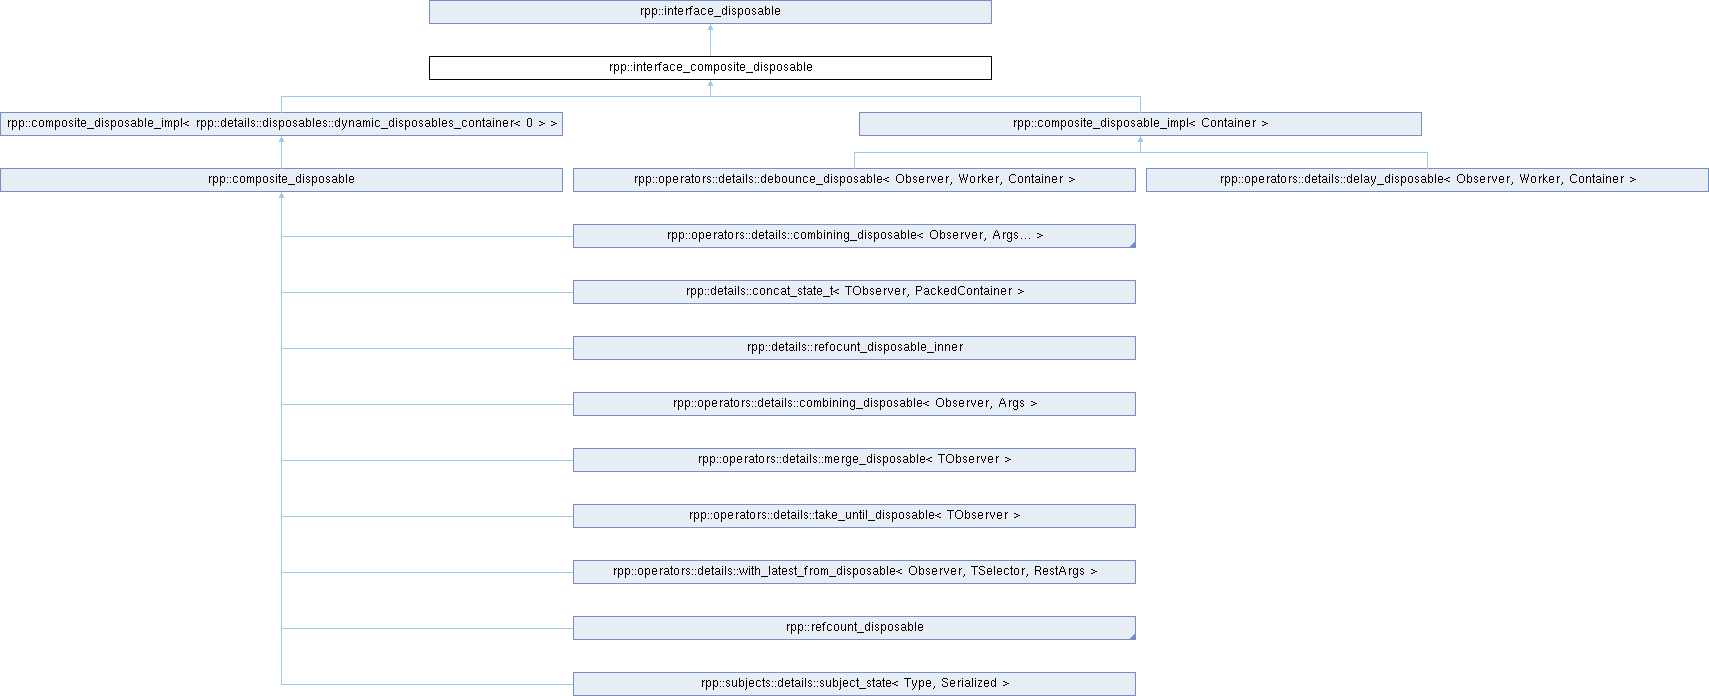 rpp::interface_disposable
rpp::interface_composite_disposable
rpp::composite_disposable_impl< rpp::details::disposables::dynamic_disposables_container< 0 > >
rpp::composite_disposable_impl< Container >
rpp::composite_disposable
rpp::operators::details::debounce_disposable< Observer, Worker, Container >
rpp::operators::details::delay_disposable< Observer, Worker, Container >
rpp::operators::details::combining_disposable< Observer, Args... >
rpp::details::concat_state_t< TObserver, PackedContainer >
rpp::details::refocunt_disposable_inner
rpp::operators::details::combining_disposable< Observer, Args >
rpp::operators::details::merge_disposable< TObserver >
rpp::operators::details::take_until_disposable< TObserver >
rpp::operators::details::with_latest_from_disposable< Observer, TSelector, RestArgs >
rpp::refcount_disposable
rpp::subjects::details::subject_state< Type, Serialized >